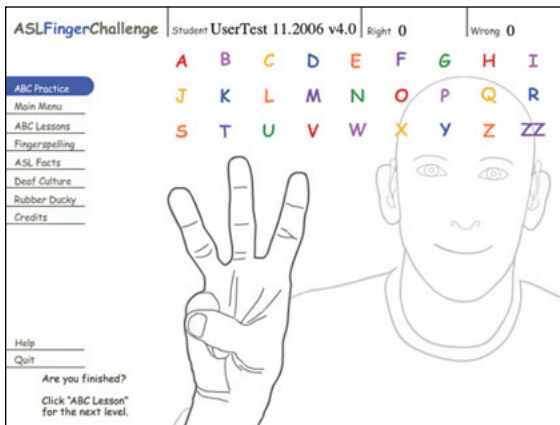 ASLFingerChallenge
Student UserTest 11.2006 v4.0
Right 0
Wrong 0
A B C D E F G H I
J K L M N O P Q R
S T U V W X Y Z ZZ
ABC Practice
Main Menu
ABC Lessons
Fingerspelling
ASL Facts
Deaf Culture
Rubber Ducky
Credits
Help
Quit
Are you finished?
Click "ABC Lesson"
for the next level.